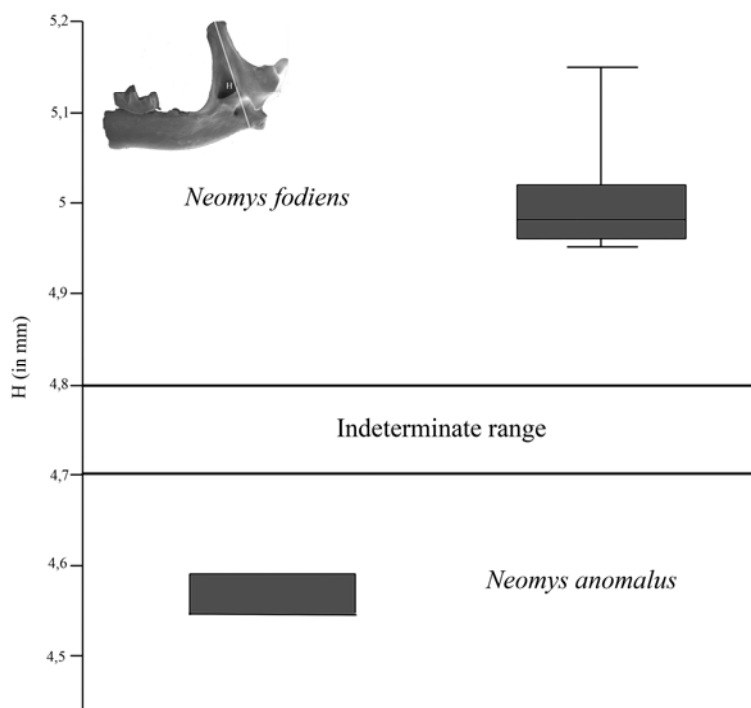 5,2
H
5,1
Neomys fodiens
5
4,9
H (in mm)
4,8
Indeterminate range
4,7
4,6
Neomys anomalus
4,5